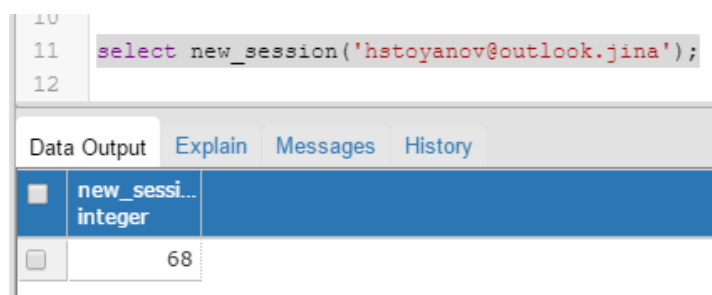 10
11 select new_session('hstoyanov@outlook.jina');
12
Data Output Explain Messages History
new_sessi...
integer
68